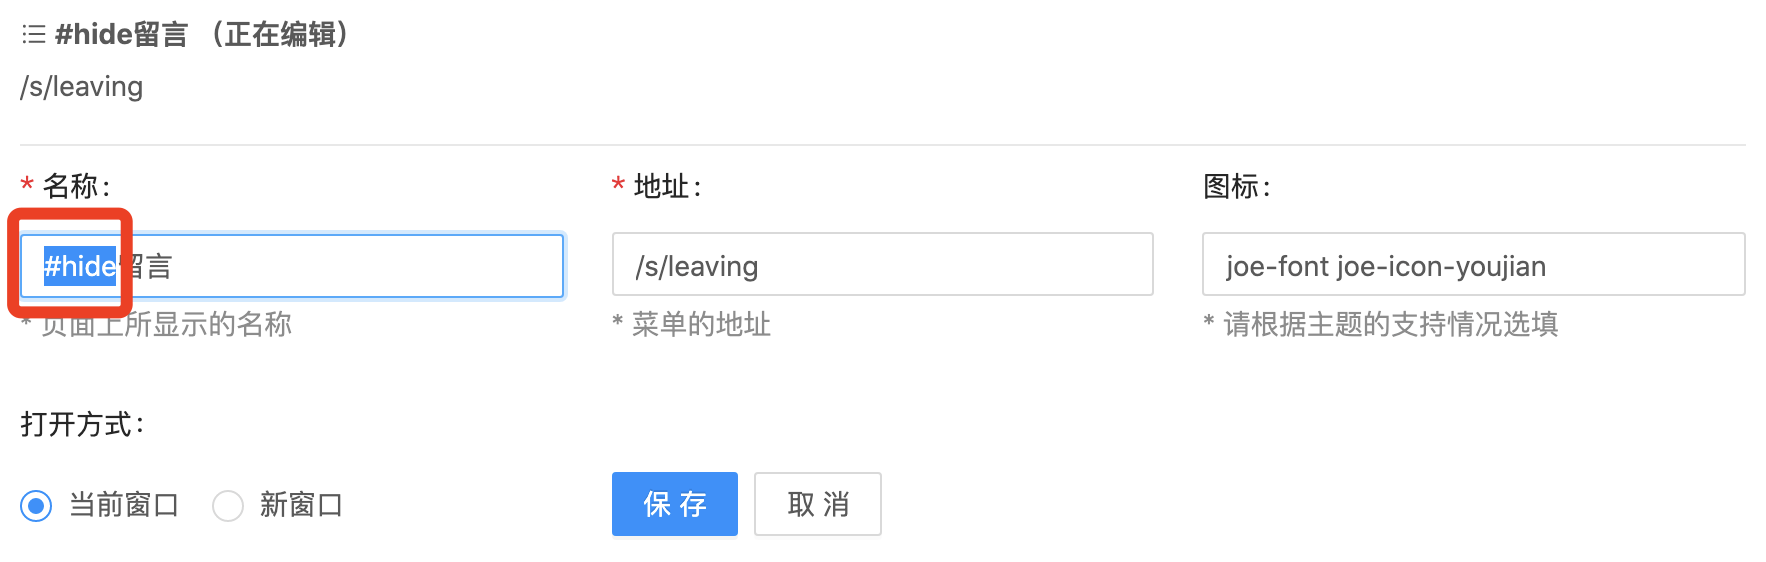 #hide留言 （正在编辑）
/s/leaving
* 名称:
* 地址:
图标:
#hide留言
/s/leaving
joe-font joe-icon-youjian
* 页面上所显示的名称
* 菜单的地址
* 请根据主题的支持情况选填
打开方式:
当前窗口
新窗口
保 存
取 消